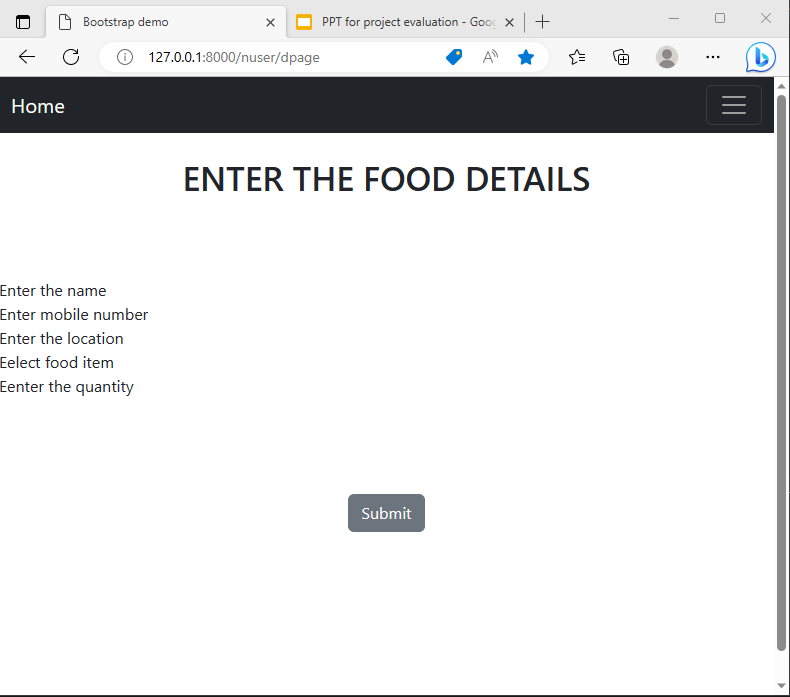 Bootstrap demo
PPT for project evaluation - Goog
127.0.0.1:8000/nuser/dpage
Home
ENTER THE FOOD DETAILS
Enter the name
Enter mobile number
Enter the location
Eelect food item
Eenter the quantity
Submit